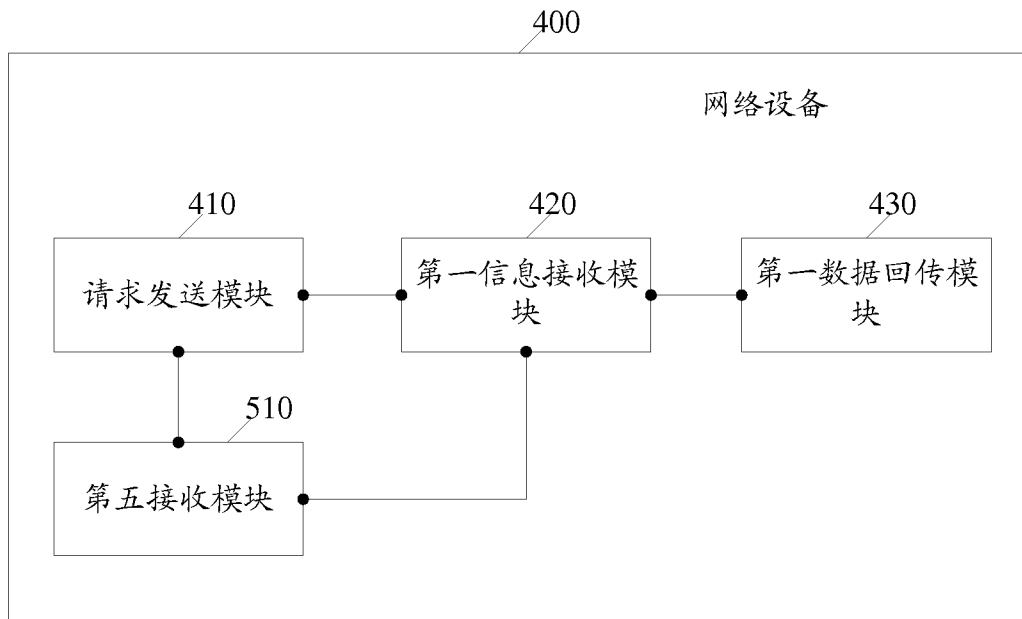 400
网络设备
410
420
430
请求发送模块
第一信息接收模
块
第一数据回传模
块
510
第五接收模块